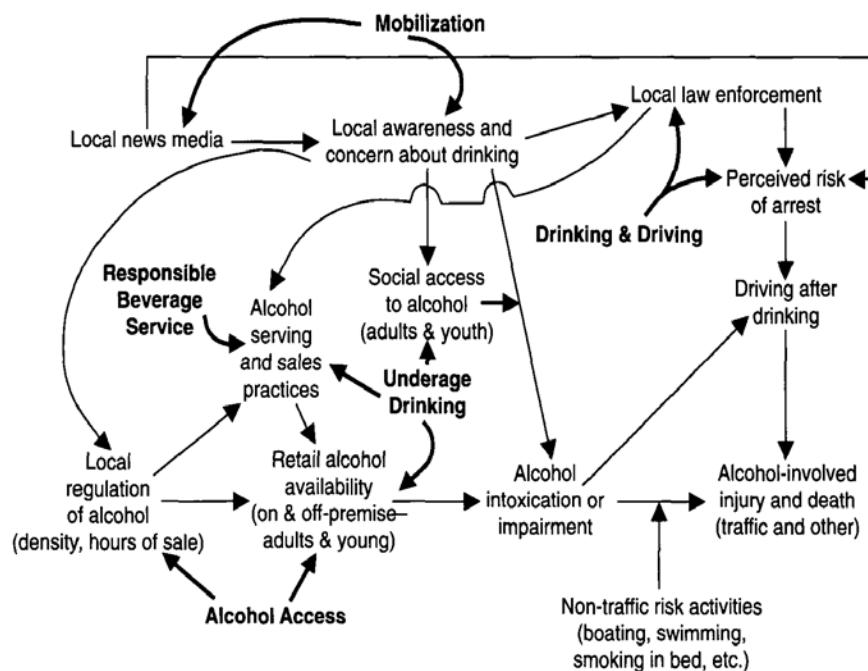 Mobilization
Local news media
Local awareness and
concern about drinking
Local law enforcement
Perceived risk
of arrest
Drinking & Driving
Responsible
Beverage
Service
Alcohol
serving
and sales
practices
Social access
to alcohol
(adults & youth)
Driving after
drinking
Underage
Drinking
Local
regulation
of alcohol
(density, hours of sale)
Retail alcohol
availability
(on & off-premise—
adults & young)
Alcohol
intoxication or
impairment
Alcohol-involved
injury and death
(traffic and other)
Alcohol Access
Non-traffic risk activities
(boating, swimming,
smoking in bed, etc.)